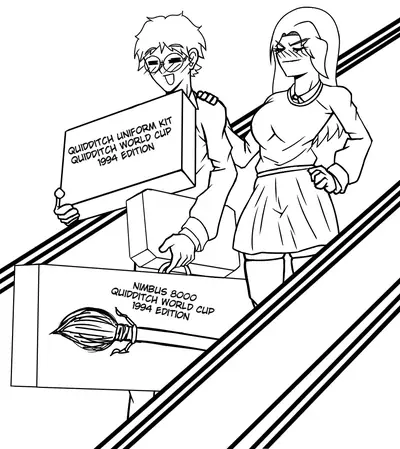 QUIDDITCH UNIFORM KIT
QUIDDITCH WORLD CUP
1994 EDITION
NIMBUS 8000
QUIDDITCH WORLD CUP
1994 EDITION